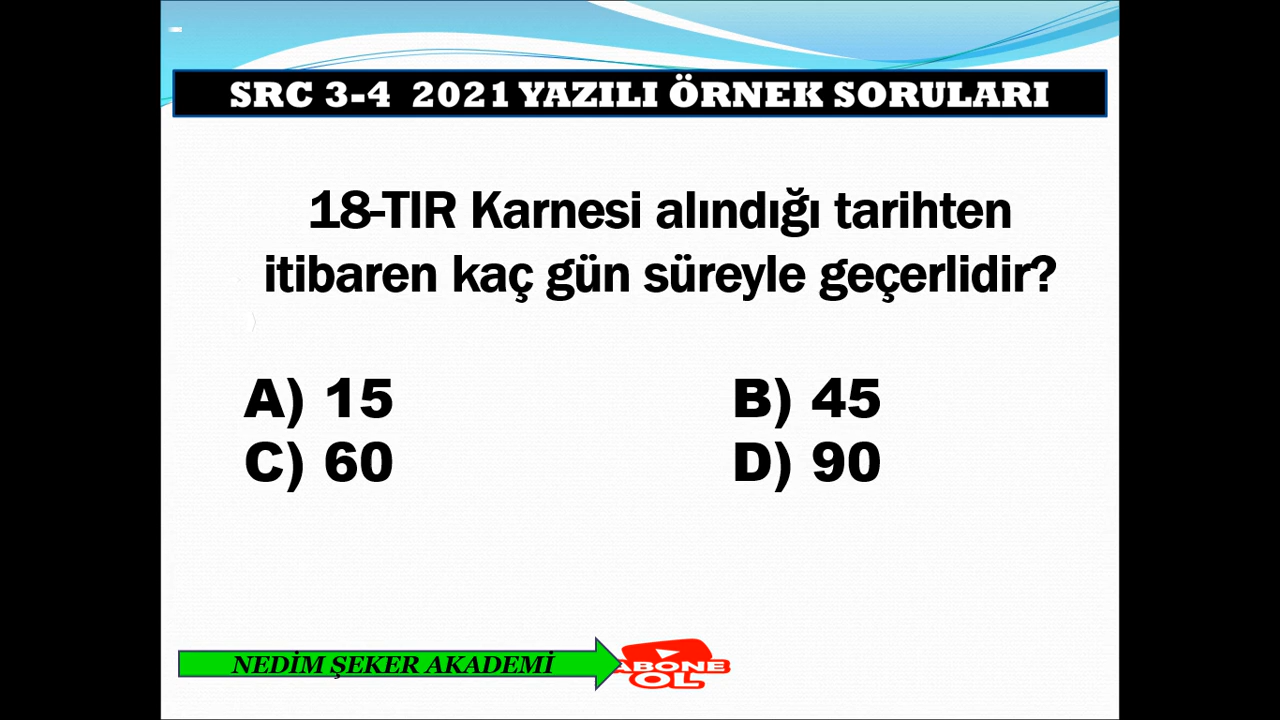 SRC 3-4 2021 YAZILI ÖRNEK SORULARI
18-TIR Karnesi alındığı tarihten
itibaren kaç gün süreyle geçerlidir?
A) 15 B) 45
C) 60 D) 90
NEDİM ŞEKER AKADEMİ
ABONE
OL